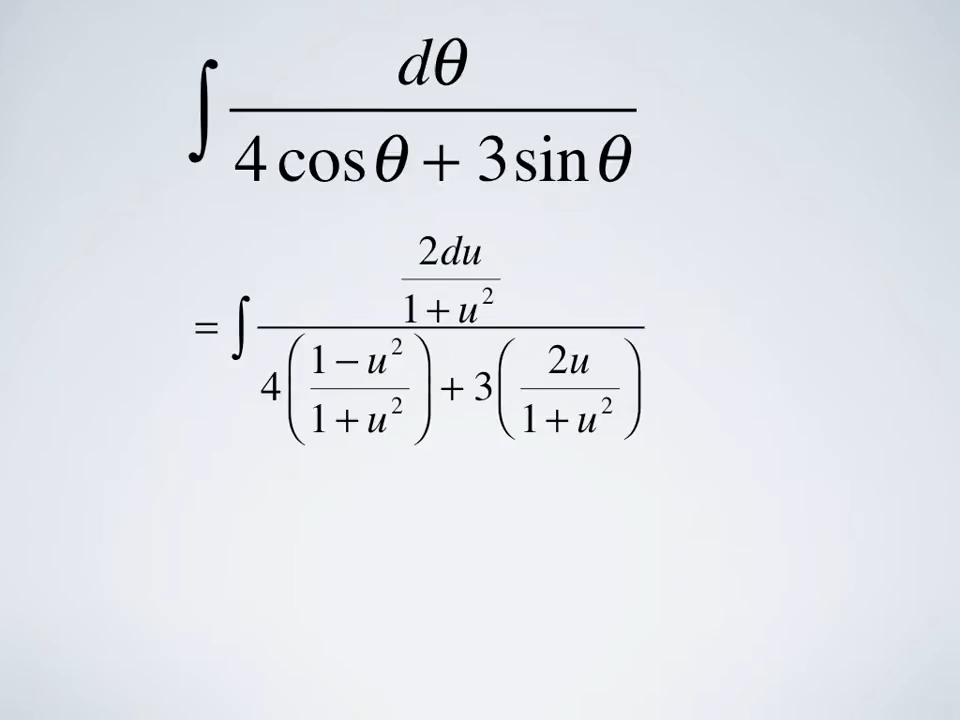 ∫ dθ / (4 cos θ + 3 sin θ)
= ∫ (2du / (1 + u²)) / (4((1 − u²) / (1 + u²)) + 3(2u / (1 + u²)))